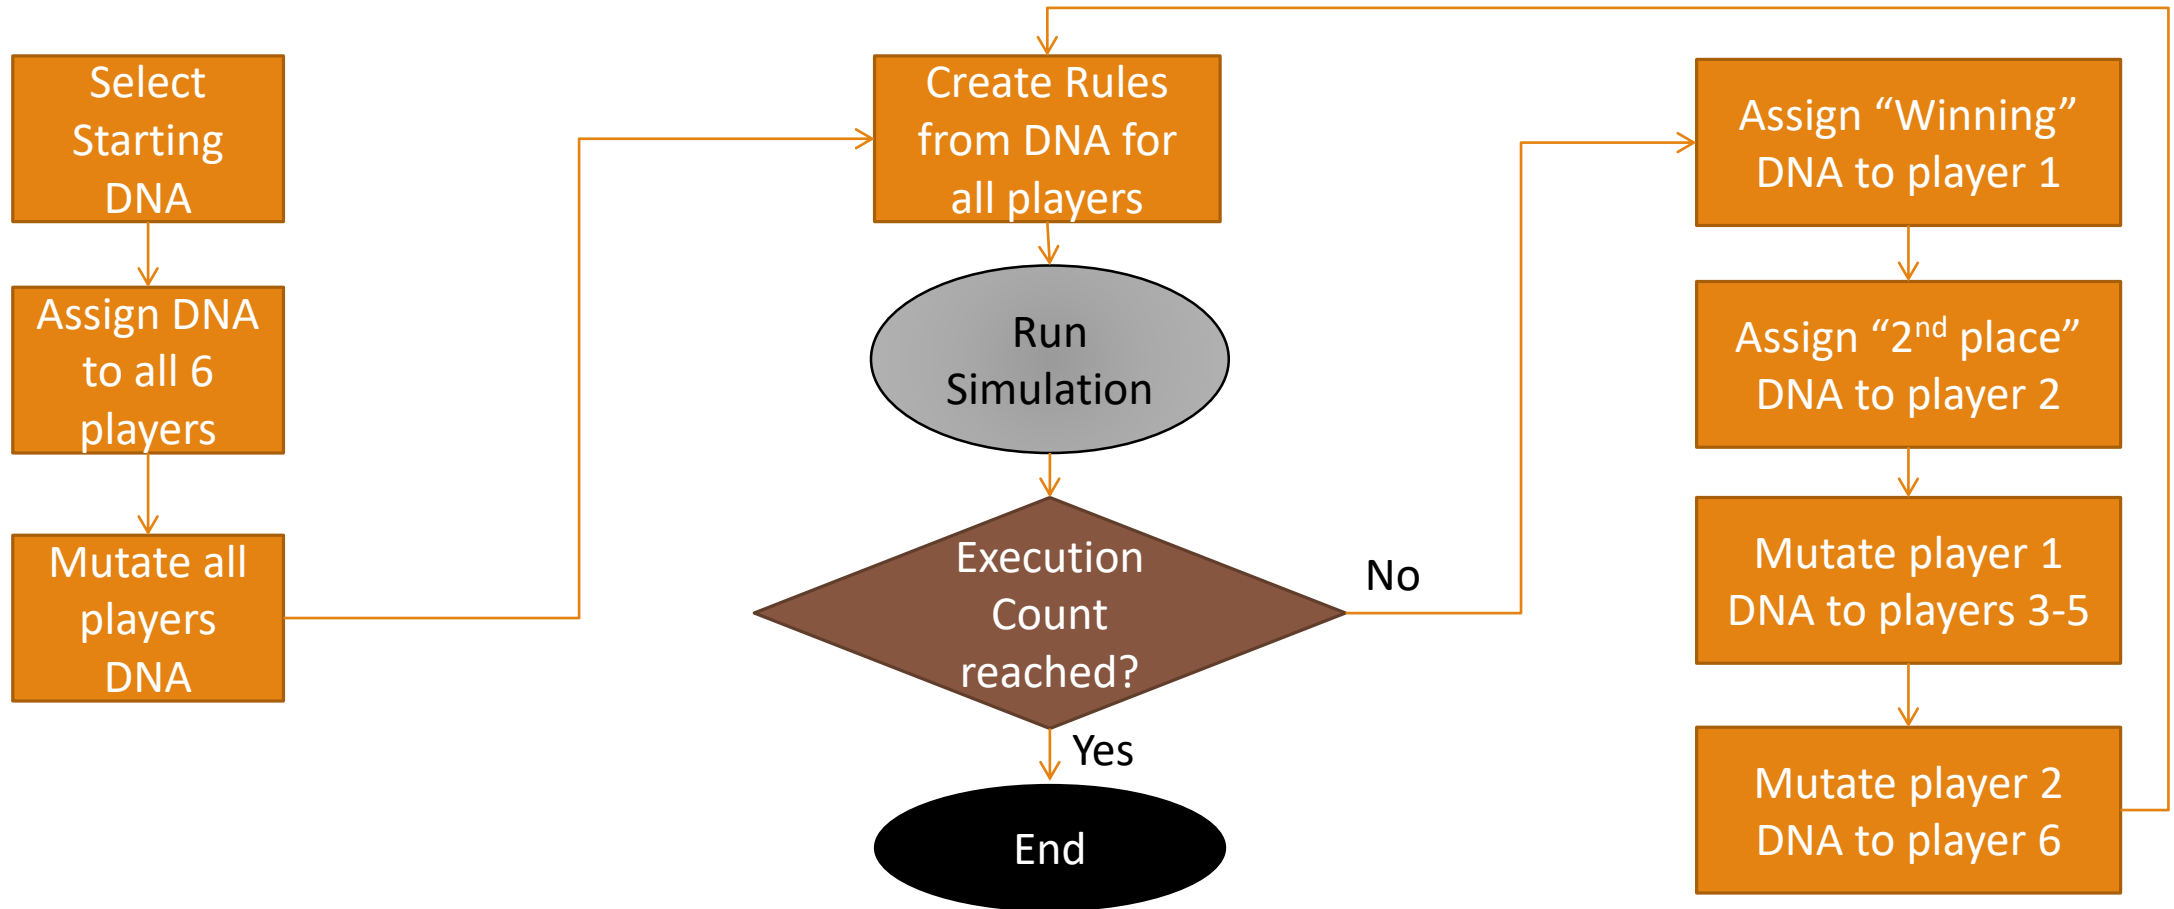 Select
Starting
DNA
Assign DNA
to all 6
players
Mutate all
players
DNA
Create Rules
from DNA for
all players
Run
Simulation
Execution
Count
reached?
No
Yes
End
Assign “Winning”
DNA to player 1
Assign “2nd place”
DNA to player 2
Mutate player 1
DNA to players 3-5
Mutate player 2
DNA to player 6